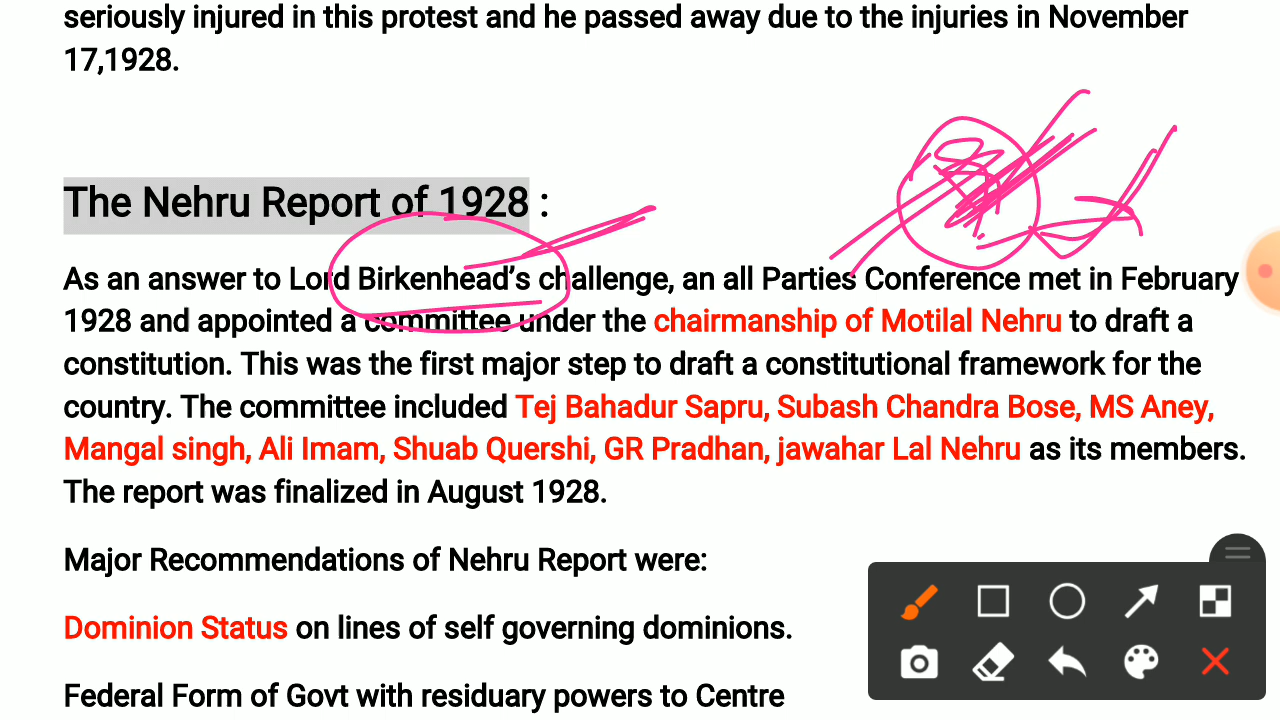 seriously injured in this protest and he passed away due to the injuries in November
17,1928.
The Nehru Report of 1928 :
As an answer to Lord Birkenhead's challenge, an all Parties Conference met in February
1928 and appointed a committee under the chairmanship of Motilal Nehru to draft a
constitution. This was the first major step to draft a constitutional framework for the
country. The committee included Tej Bahadur Sapru, Subash Chandra Bose, MS Aney,
Mangal singh, Ali Imam, Shuab Quershi, GR Pradhan, jawahar Lal Nehru as its members.
The report was finalized in August 1928.
Major Recommendations of Nehru Report were:
Dominion Status on lines of self governing dominions.
Federal Form of Govt with residuary powers to Centre